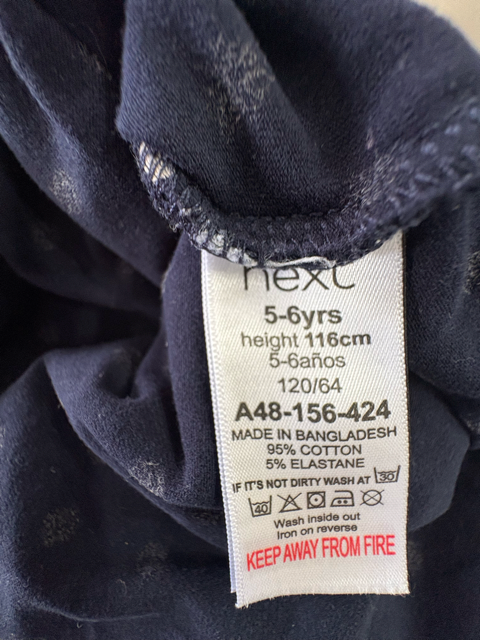 next
5-6yrs
height 116cm
5-6años
120/64
A48-156-424
MADE IN BANGLADESH
95% COTTON
5% ELASTANE
IF IT'S NOT DIRTY WASH AT 30
40
Wash inside out
Iron on reverse
KEEP AWAY FROM FIRE